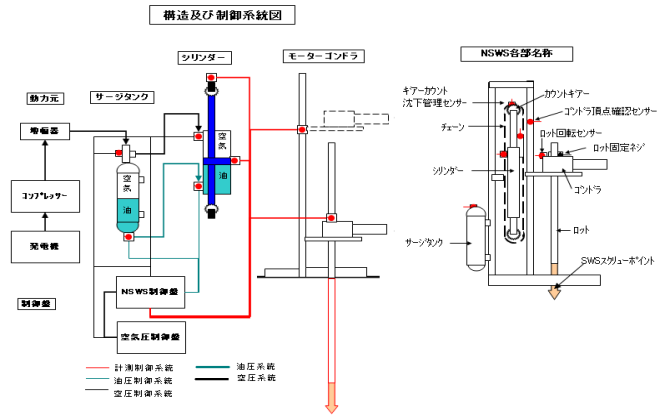 構造及び制御系統図
シリンダー
モーターゴンドラ
NSWS各部名称
動力元
サージタンク
増幅器
コンプレッサー
発電機
制御盤
空気
油
空気
油
NSWS制御盤
空気圧制御盤
計測制御系統
油圧制御系統
空圧制御系統
油圧系統
空圧系統
ギアーカウント
沈下管理センサー
カウントギアー
ゴンドラ頂点確認センサー
チェーン
ロット回転センサー
ロット固定ネジ
シリンダー
ゴンドラ
サージタンク
ロット
SWSスクリューポイント